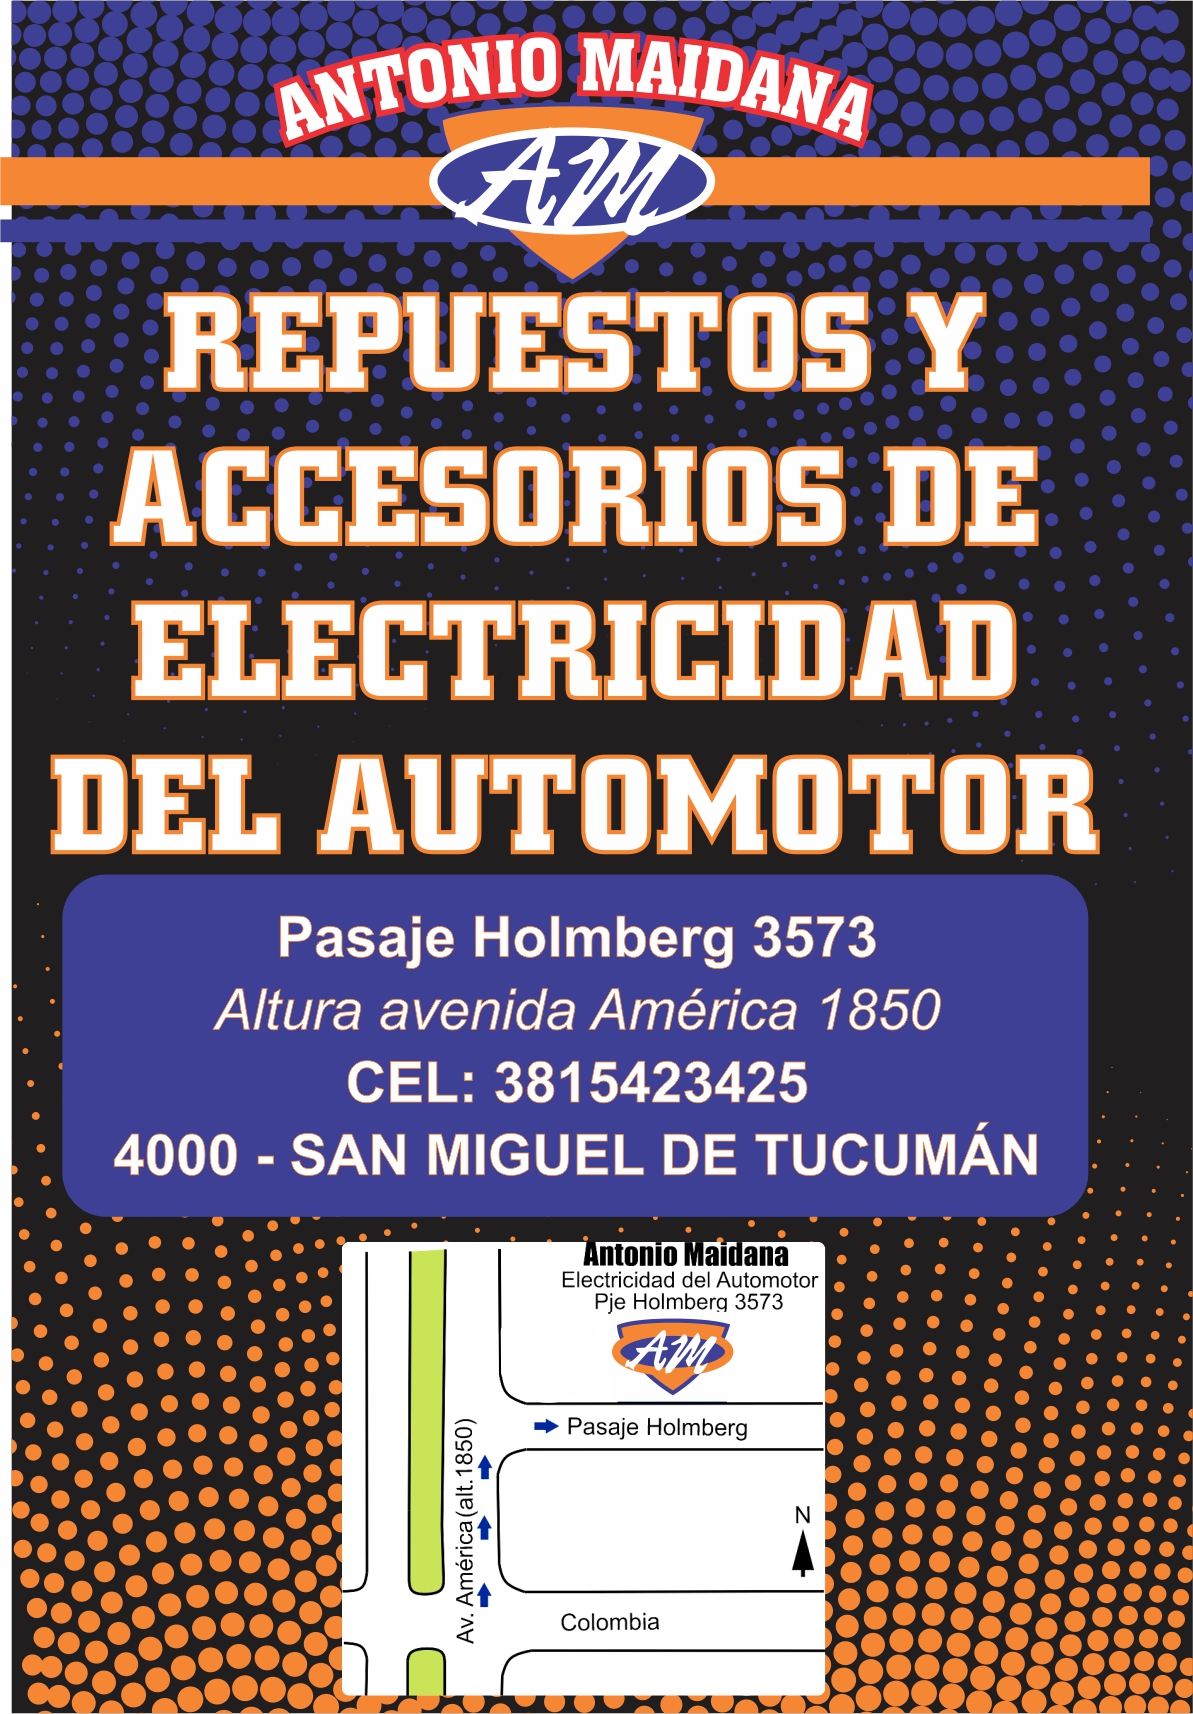 ANTONIO MAIDANA
AM
REPUESTOS Y
ACCESORIOS DE
ELECTRICIDAD
DEL AUTOMOTOR
Pasaje Holmberg 3573
Altura avenida América 1850
CEL: 3815423425
4000 - SAN MIGUEL DE TUCUMÁN
Antonio Maidana
Electricidad del Automotor
Pje Holmberg 3573
AM
Pasaje Holmberg
Av. América(alt.1850)
N
Colombia